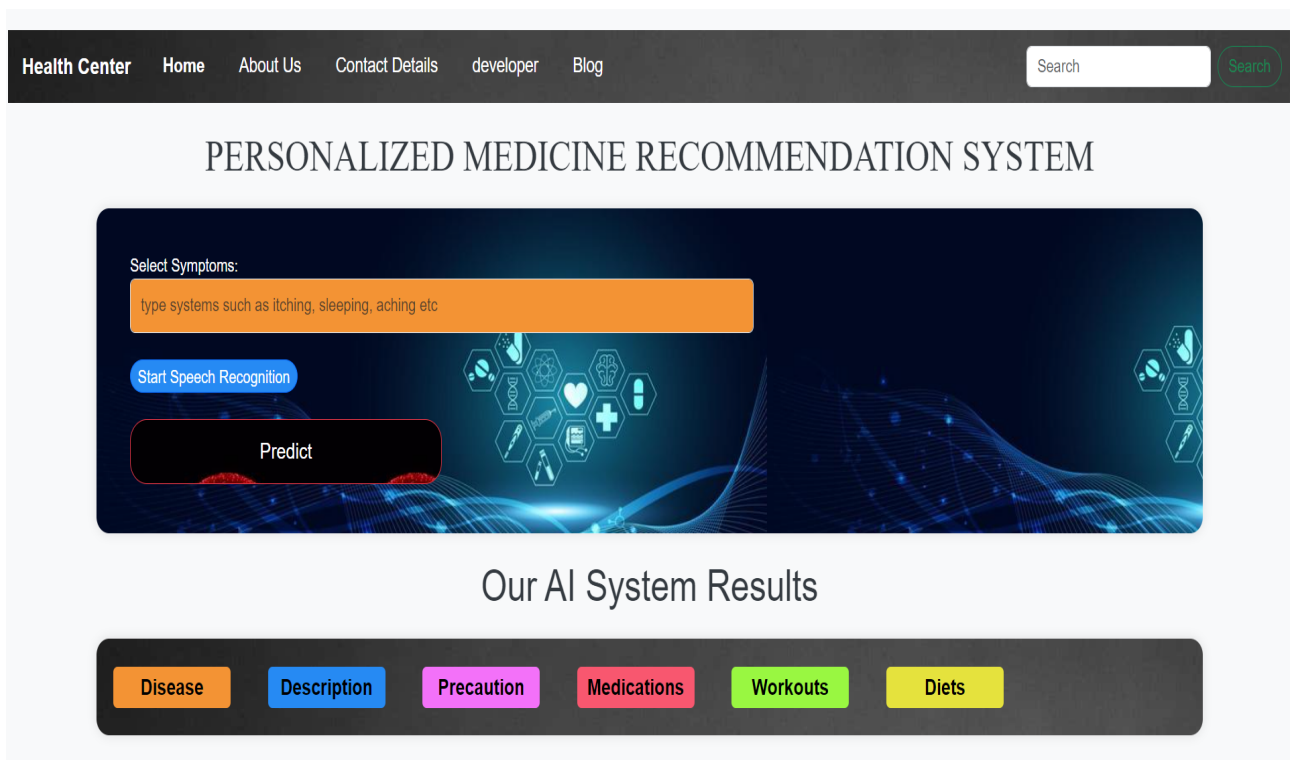 Health Center Home About Us Contact Details developer Blog Search Search
PERSONALIZED MEDICINE RECOMMENDATION SYSTEM
Select Symptoms:
type systems such as itching, sleeping, aching etc
Start Speech Recognition
Predict
Our AI System Results
Disease Description Precaution Medications Workouts Diets